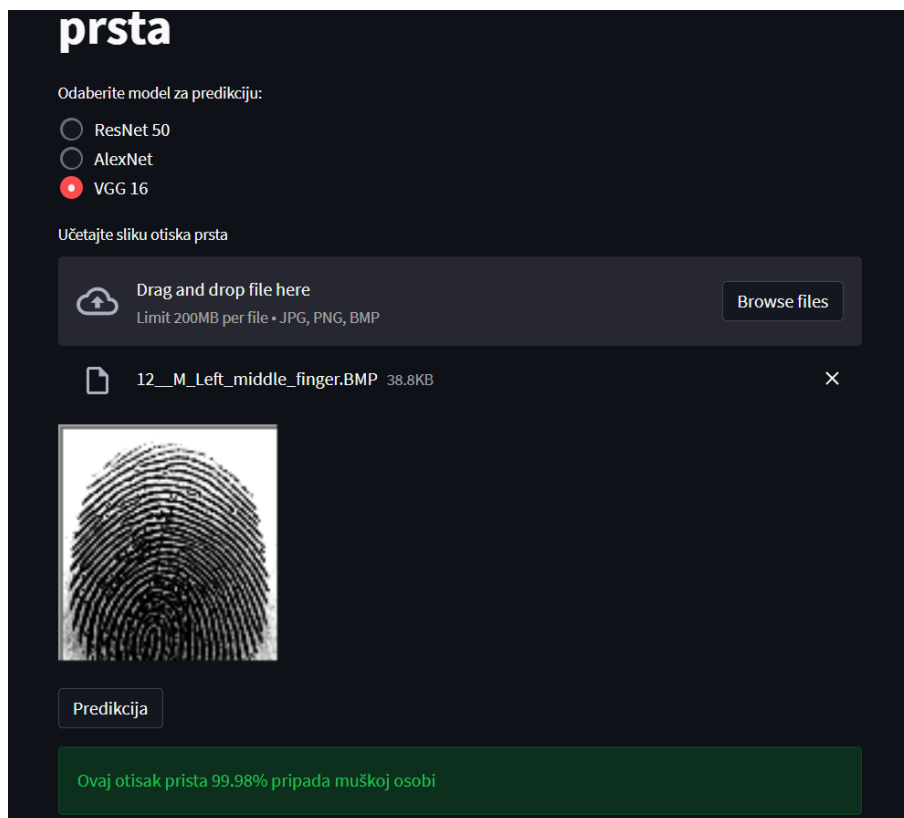 prsta
Odaberite model za predikciju:
ResNet 50
AlexNet
VGG 16
Učetajte sliku otiska prsta
Drag and drop file here
Limit 200MB per file • JPG, PNG, BMP
Browse files
12__M_Left_middle_finger.BMP 38.8KB
Predikcija
Ovaj otisak prista 99.98% pripada muškoj osobi